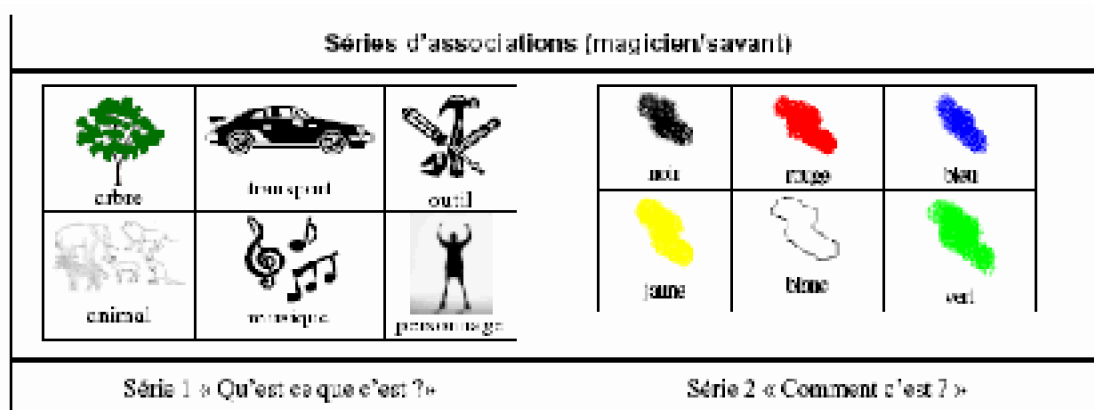 Séries d'associations (magicien/savant)
arbre transport outil
noir rouge bleu
animal musique personnage
jaune blanc vert
Série 1 « Qu'est ce que c'est ? » Série 2 « Comment c'est ? »